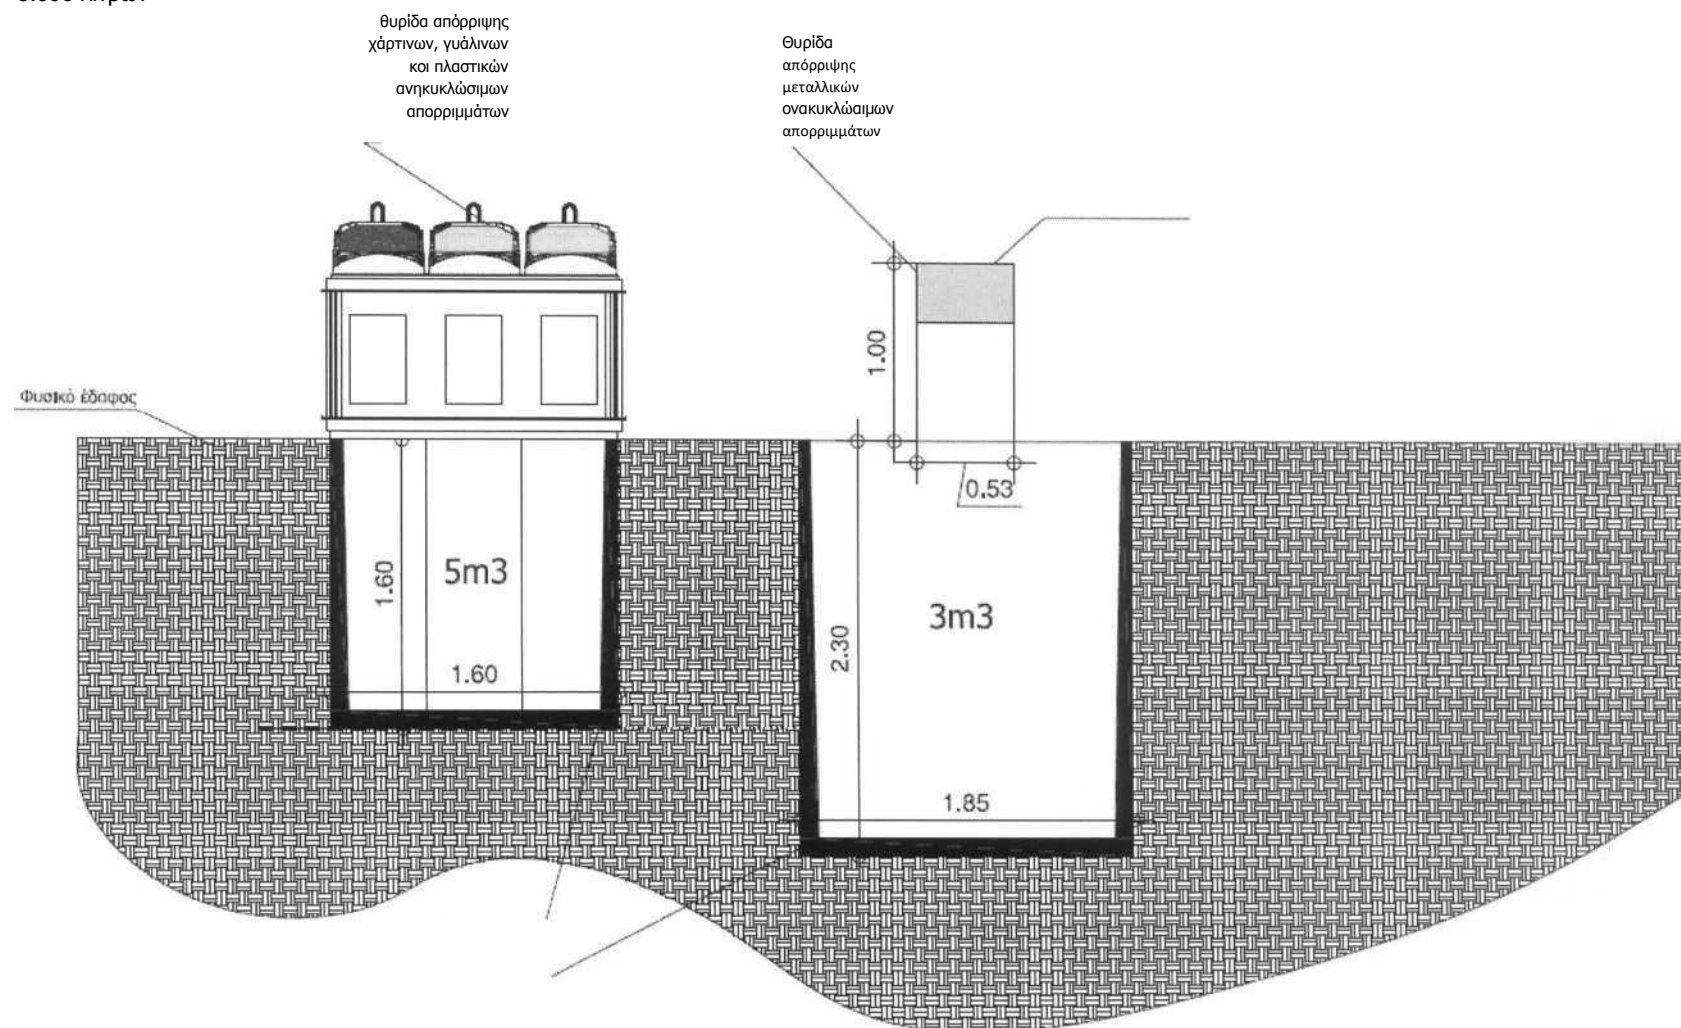 θυρίδα απόρριψης
χάρτινων, γυάλινων
κοι πλαστικών
ανηκυκλώσιμων
απορριμμάτων
Θυρίδα
απόρριψης
μεταλλικών
ονακυκλώαιμων
απορριμμάτων
1.00
Φυσικό έδαφος
0.53
1.60
5m3
3m3
2.30
1.60
1.85